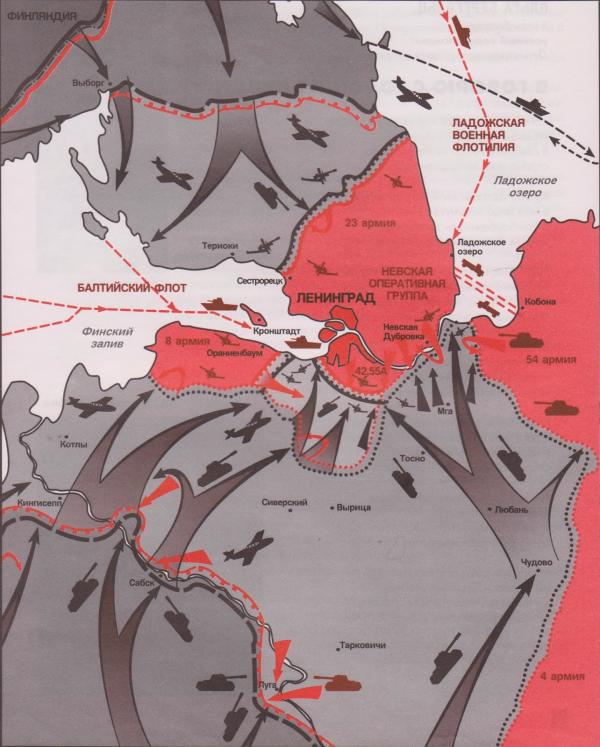 ФИНЛЯНДИЯ
Выборг
ЛАДОЖСКАЯ
ВОЕННАЯ
ФЛОТИЛИЯ
Ладожское
озеро
23 армия
Териоки
Ладожское
озеро
Сестрорецк
НЕВСКАЯ
ОПЕРАТИВНАЯ
ГРУППА
БАЛТИЙСКИЙ ФЛОТ
ЛЕНИНГРАД
Кобона
Финский
залив
Кронштадт
Невская
Дубровка
8 армия
Ораниенбаум
54 армия
42,55А
Мга
Котлы
Тосно
Кингисепп
Сиверский
Вырица
Любань
Чудово
Сабск
Тарковичи
4 армия
Луга